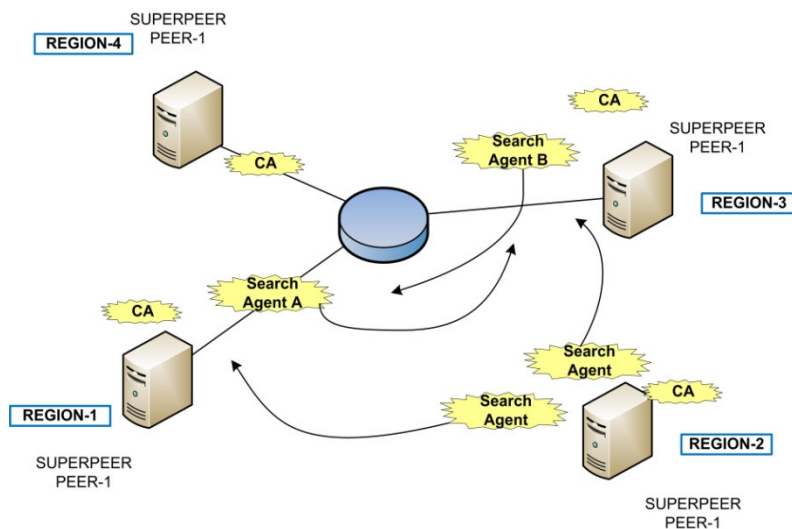 SUPERPEER
PEER-1
REGION-4
CA
CA
Search
Agent B
SUPERPEER
PEER-1
REGION-3
Search
Agent A
CA
Search
Agent
Search
Agent
CA
REGION-1
REGION-2
SUPERPEER
PEER-1
SUPERPEER
PEER-1